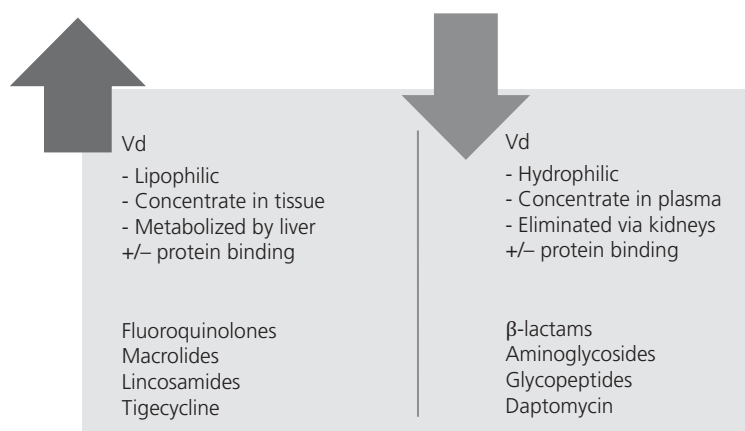 Vd
- Lipophilic
- Concentrate in tissue
- Metabolized by liver
+/– protein binding
Fluoroquinolones
Macrolides
Lincosamides
Tigecycline
Vd
- Hydrophilic
- Concentrate in plasma
- Eliminated via kidneys
+/– protein binding
β-lactams
Aminoglycosides
Glycopeptides
Daptomycin